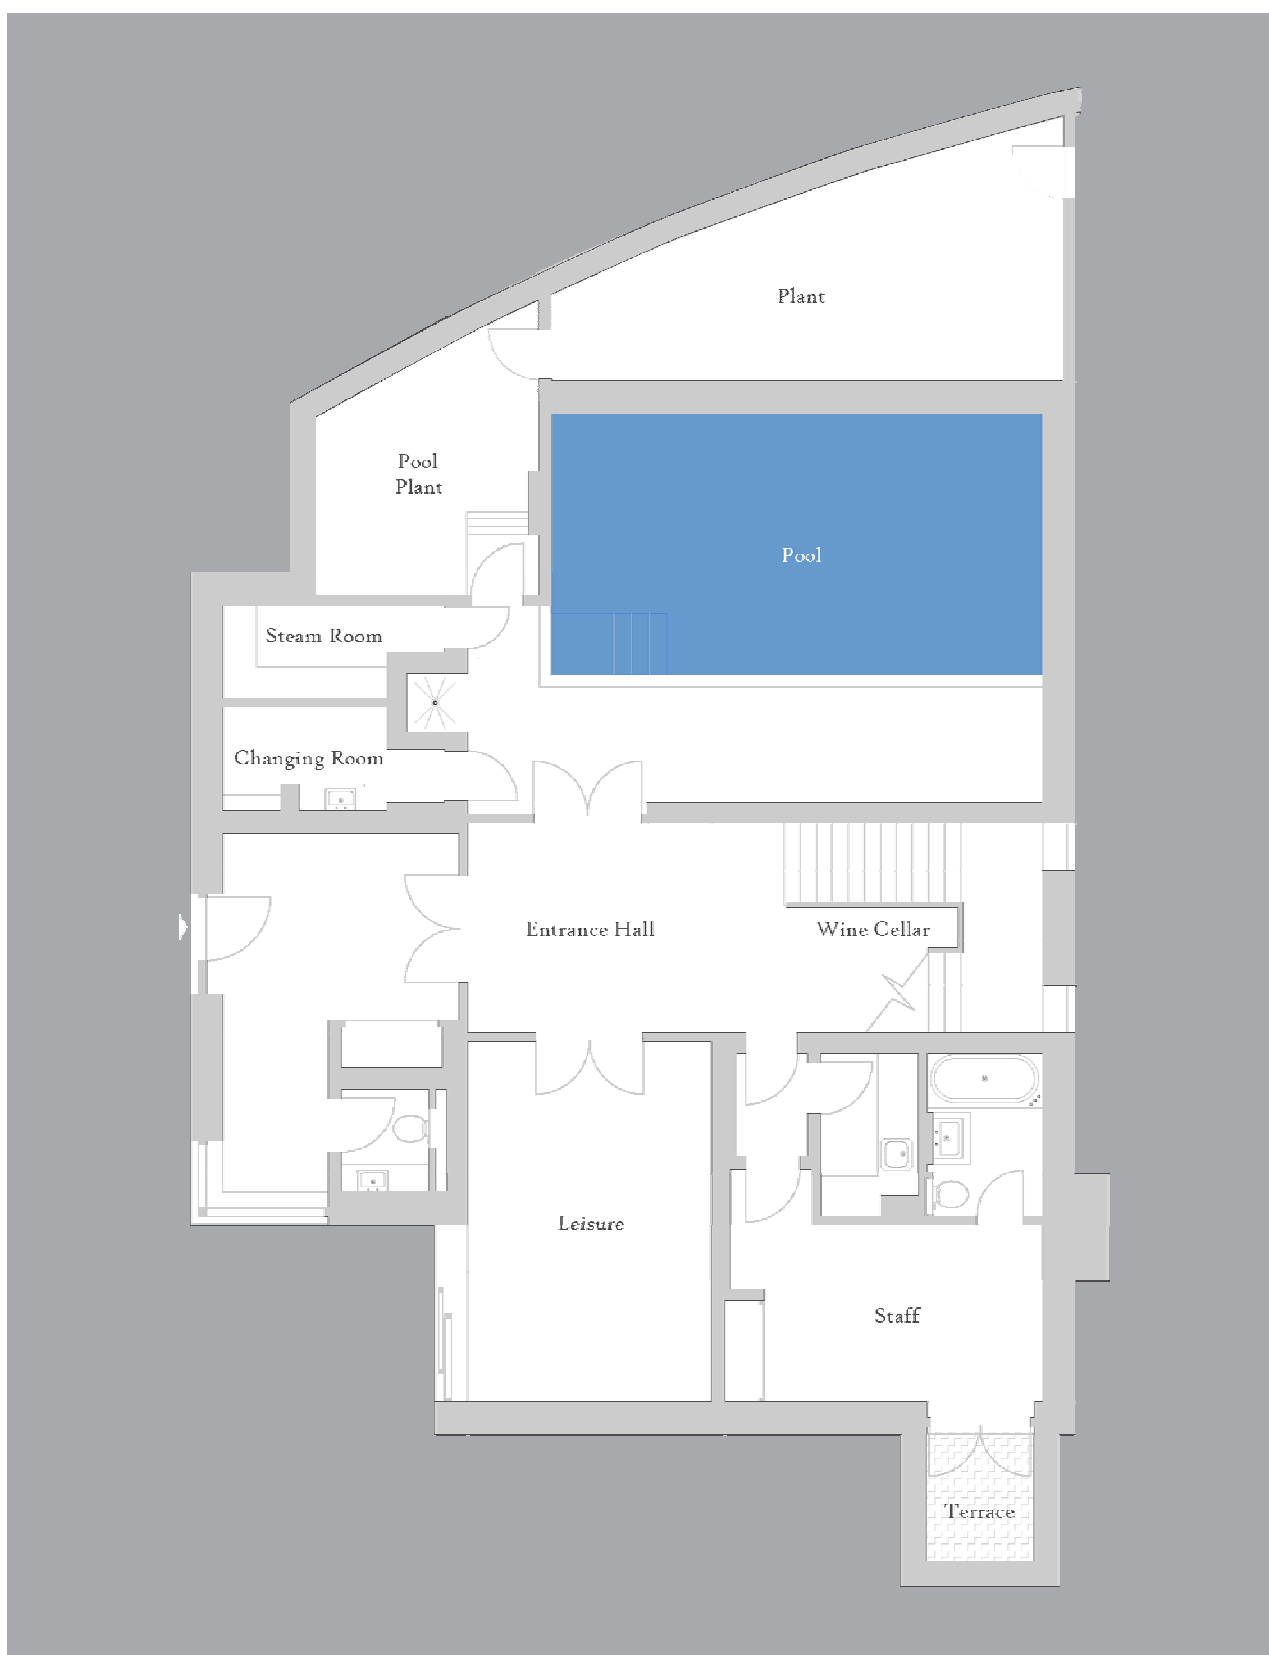 Plant
Pool
Plant
Pool
Steam Room
Changing Room
Entrance Hall
Wine Cellar
Leisure
Staff
Terrace